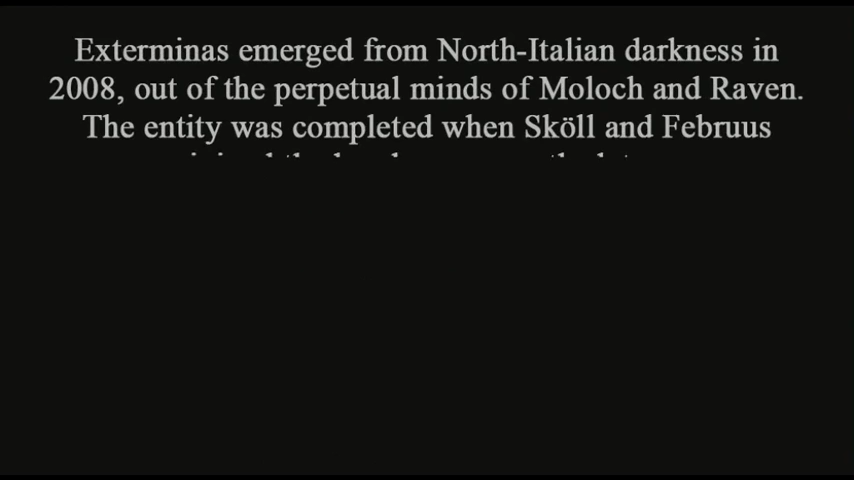 Exterminas emerged from North-Italian darkness in
2008, out of the perpetual minds of Moloch and Raven.
The entity was completed when Sköll and Februus